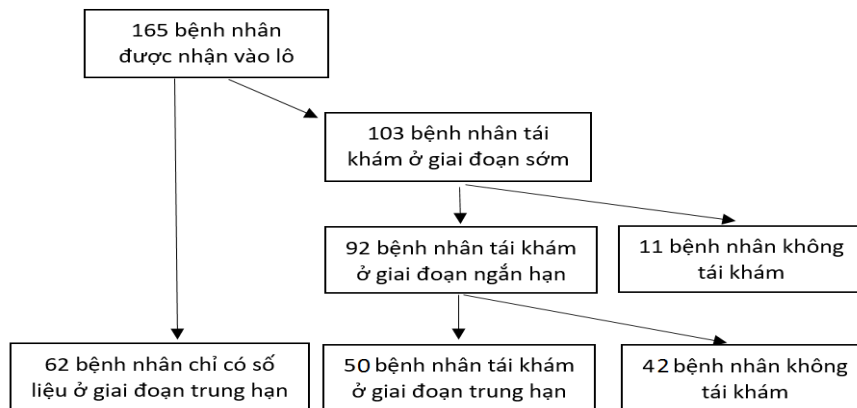 165 bệnh nhân
được nhận vào lô
103 bệnh nhân tái
khám ở giai đoạn sớm
92 bệnh nhân tái khám
ở giai đoạn ngắn hạn
11 bệnh nhân không
tái khám
62 bệnh nhân chỉ có số
liệu ở giai đoạn trung hạn
50 bệnh nhân tái khám
ở giai đoạn trung hạn
42 bệnh nhân không
tái khám